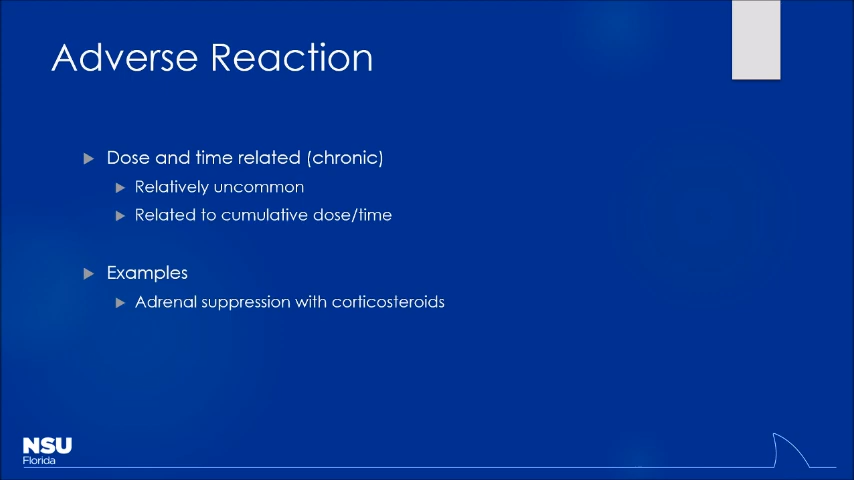 Adverse Reaction
Dose and time related (chronic)
Relatively uncommon
Related to cumulative dose/time
Examples
Adrenal suppression with corticosteroids
NSU
Florida